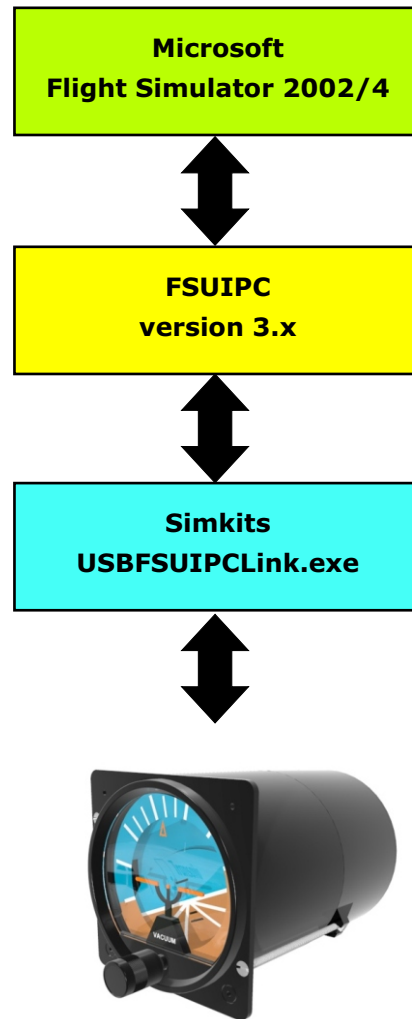 Microsoft
Flight Simulator 2002/4
FSUIPC
version 3.x
Simkits
USBFSUIPCLink.exe
VACUUM